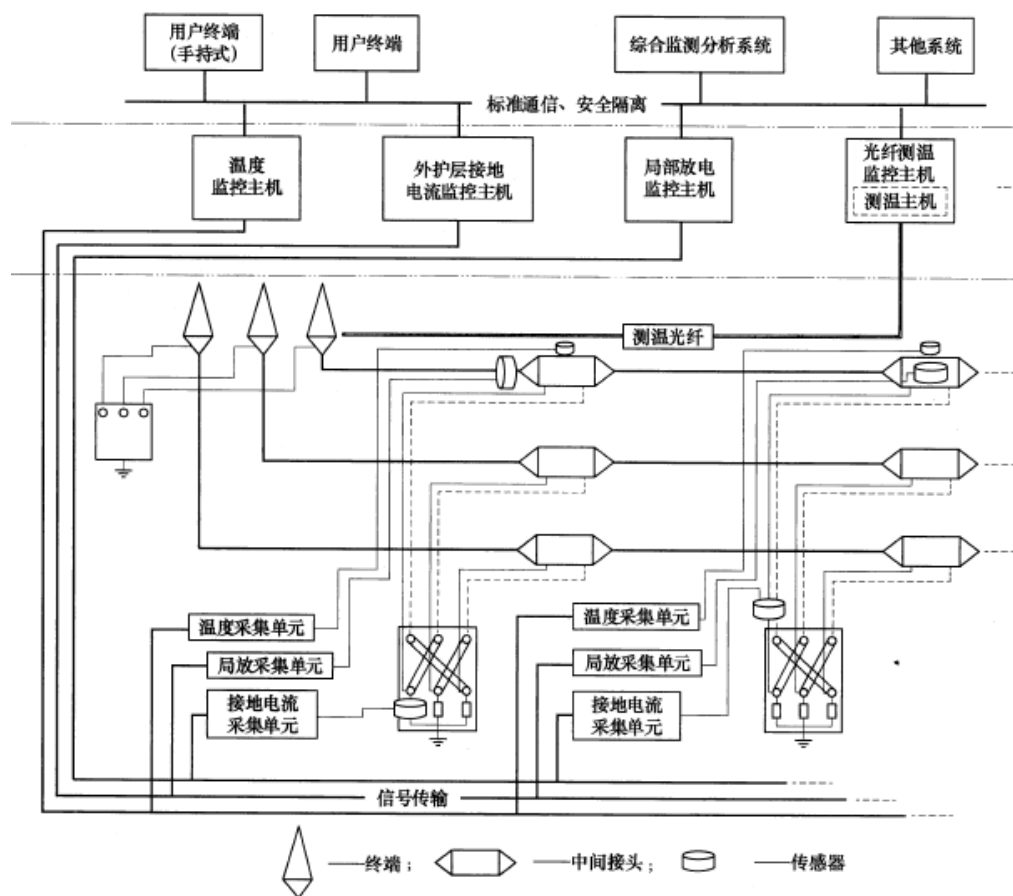 用户终端
(手持式)
用户终端
综合监测分析系统
其他系统
标准通信、安全隔离
温度
监控主机
外护层接地
电流监控主机
局部放电
监控主机
光纤测温
监控主机
测温主机
测温光纤
温度采集单元
局放采集单元
接地电流
采集单元
温度采集单元
局放采集单元
接地电流
采集单元
信号传输
终端；
中间接头；
传感器